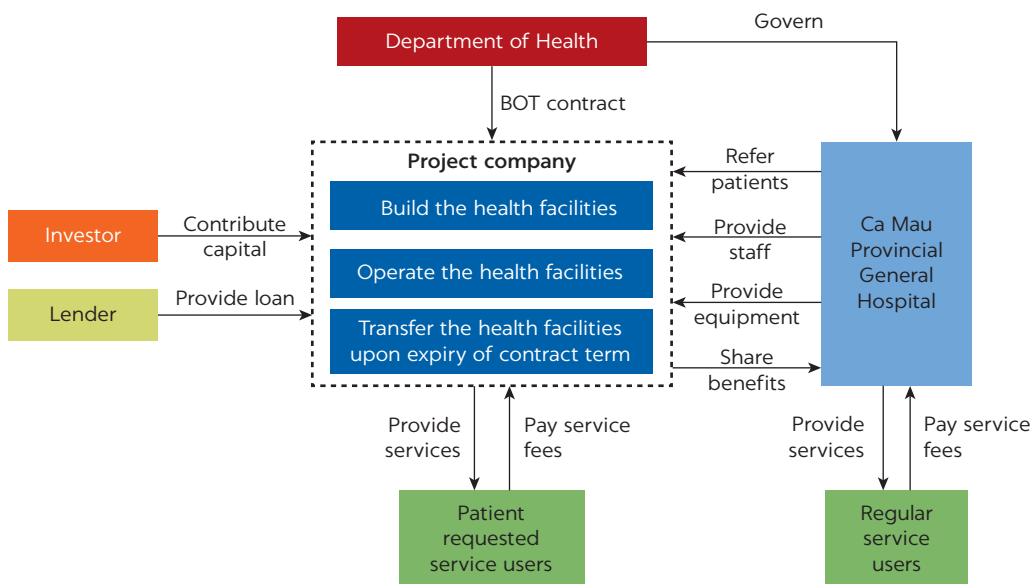 Govern
Department of Health
BOT contract
Project company
Build the health facilities
Operate the health facilities
Transfer the health facilities
upon expiry of contract term
Investor
Contribute
capital
Lender
Provide loan
Refer
patients
Provide
staff
Provide
equipment
Share
benefits
Ca Mau
Provincial
General
Hospital
Provide
services
Pay service
fees
Provide
services
Pay service
fees
Patient
requested
service users
Regular
service
users